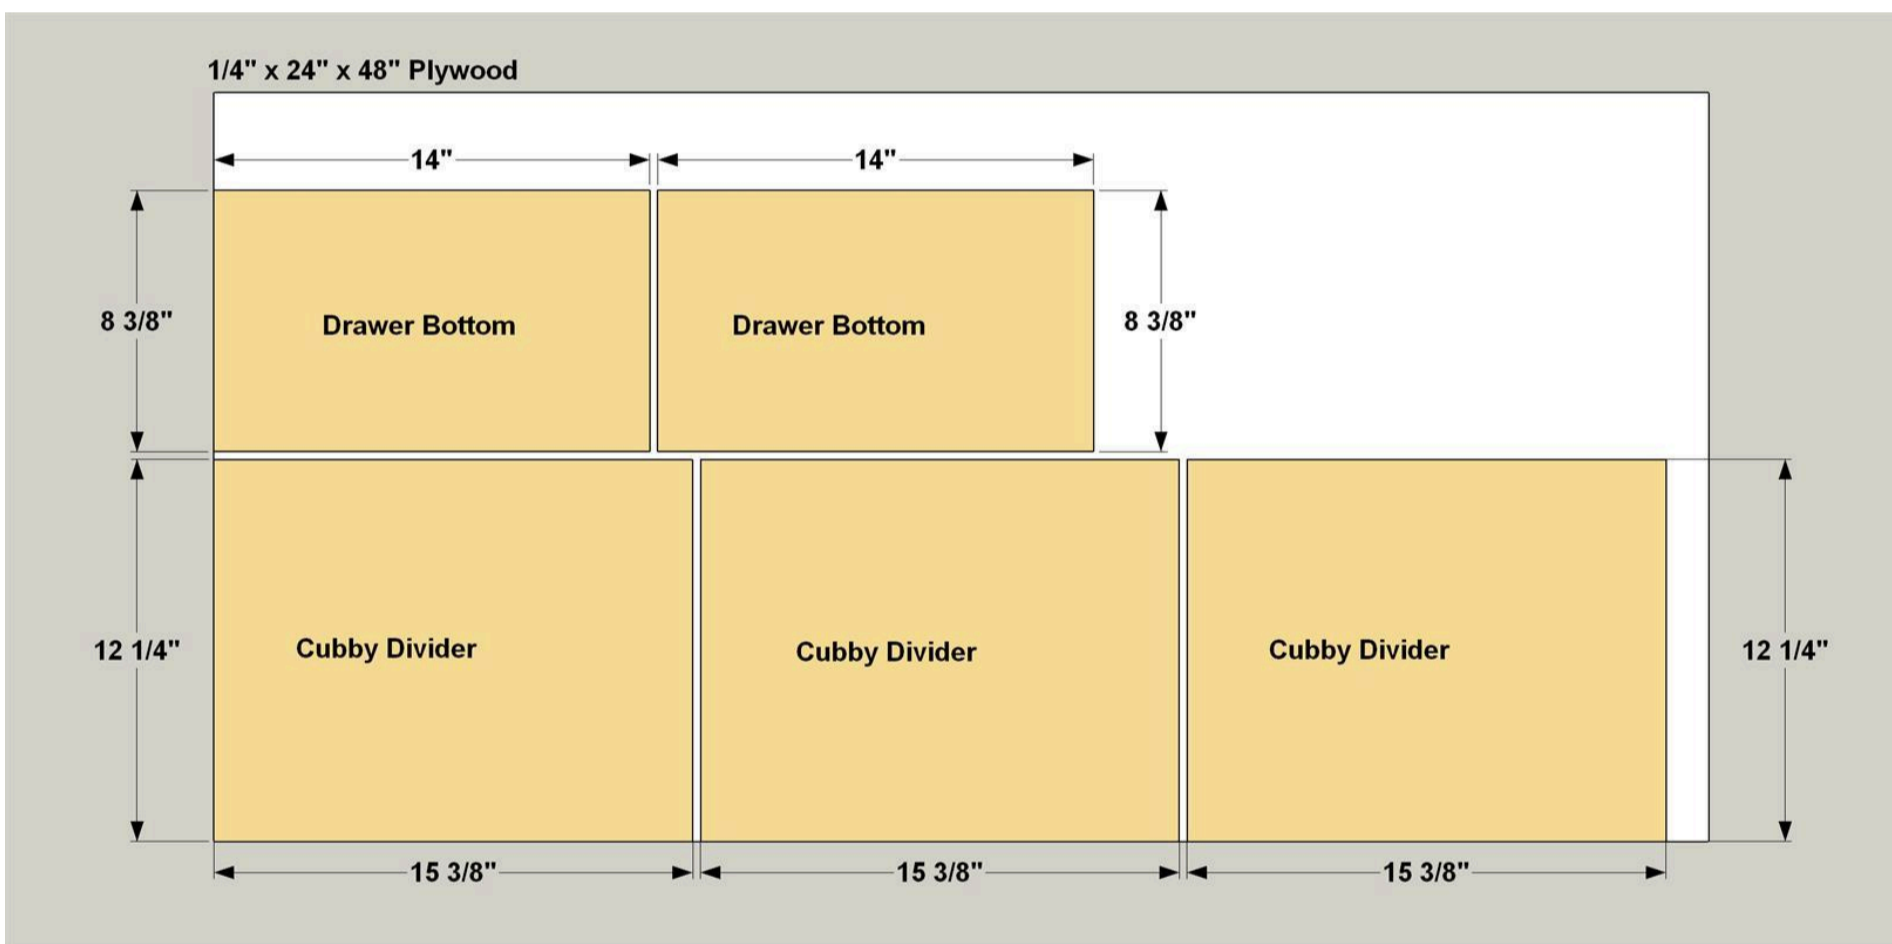 1/4" x 24" x 48" Plywood
14" 14"
8 3/8" Drawer Bottom Drawer Bottom 8 3/8"
12 1/4" Cubby Divider Cubby Divider Cubby Divider 12 1/4"
15 3/8" 15 3/8" 15 3/8"